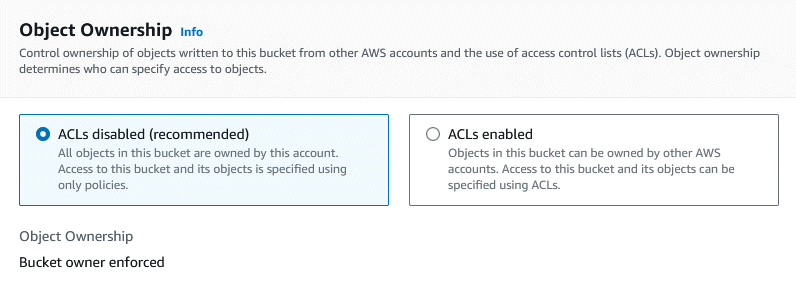 Object Ownership Info
Control ownership of objects written to this bucket from other AWS accounts and the use of access control lists (ACLs). Object ownership
determines who can specify access to objects.
ACLs disabled (recommended)
All objects in this bucket are owned by this account.
Access to this bucket and its objects is specified using
only policies.
ACLs enabled
Objects in this bucket can be owned by other AWS
accounts. Access to this bucket and its objects can be
specified using ACLs.
Object Ownership
Bucket owner enforced